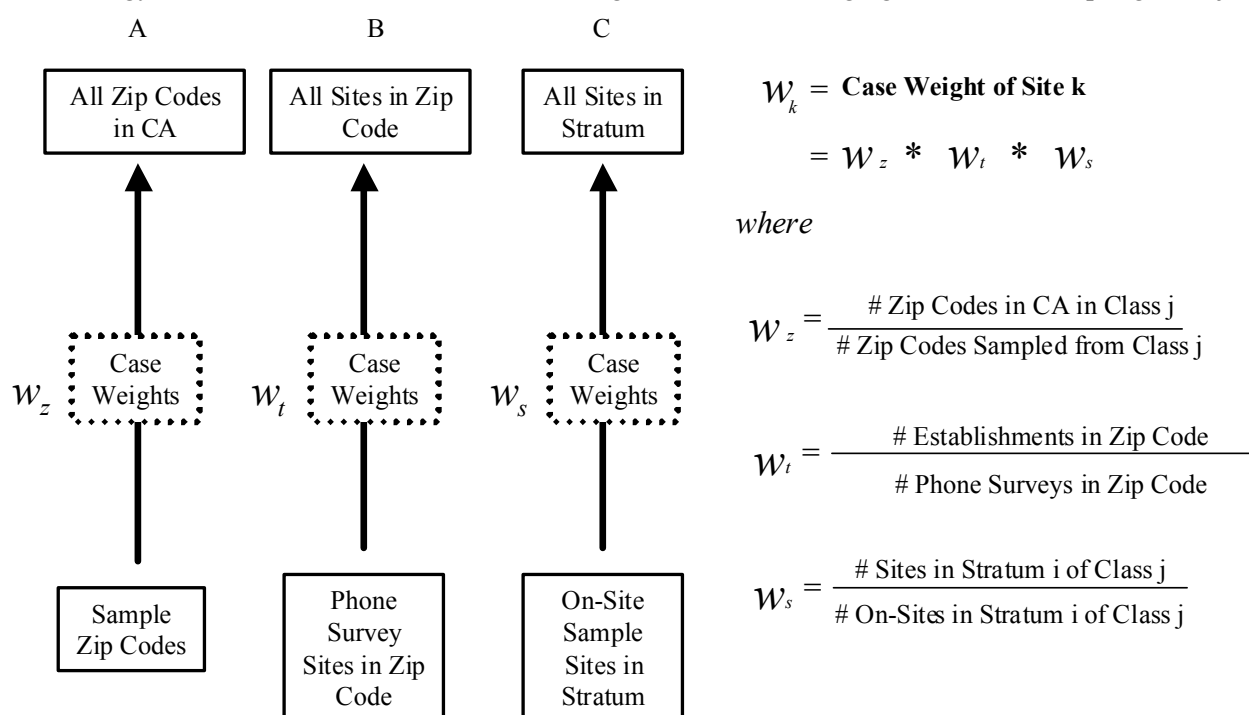 A
B
C
All Zip Codes
in CA
All Sites in Zip
Code
All Sites in
Stratum
w_z
Case
Weights
w_t
Case
Weights
w_s
Case
Weights
Sample
Zip Codes
Phone
Survey
Sites in Zip
Code
On-Site
Sample
Sites in
Stratum
w_k = Case Weight of Site k
= w_z * w_t * w_s
where
w_z = # Zip Codes in CA in Class j
# Zip Codes Sampled from Class j
w_t = # Establishments in Zip Code
# Phone Surveys in Zip Code
w_s = # Sites in Stratum i of Class j
# On-Sites in Stratum i of Class j